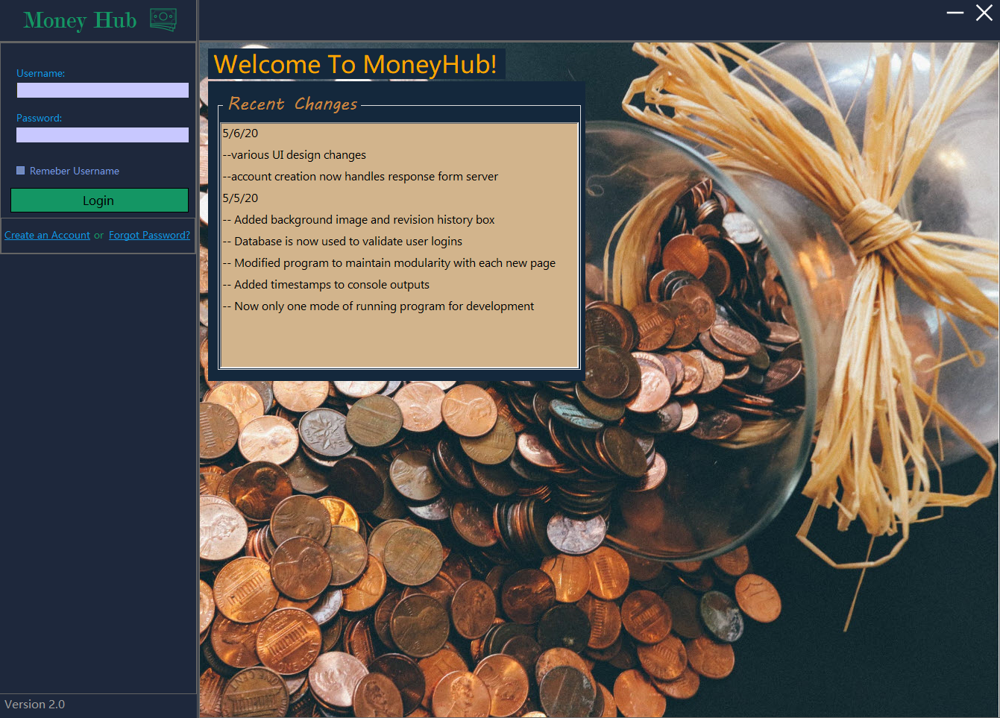 Money Hub
Username:
Password:
Remeber Username
Login
Create an Account or Forgot Password?
Version 2.0
Welcome To MoneyHub!
Recent Changes
5/6/20
--various UI design changes
--account creation now handles response form server
5/5/20
-- Added background image and revision history box
-- Database is now used to validate user logins
-- Modified program to maintain modularity with each new page
-- Added timestamps to console outputs
-- Now only one mode of running program for development